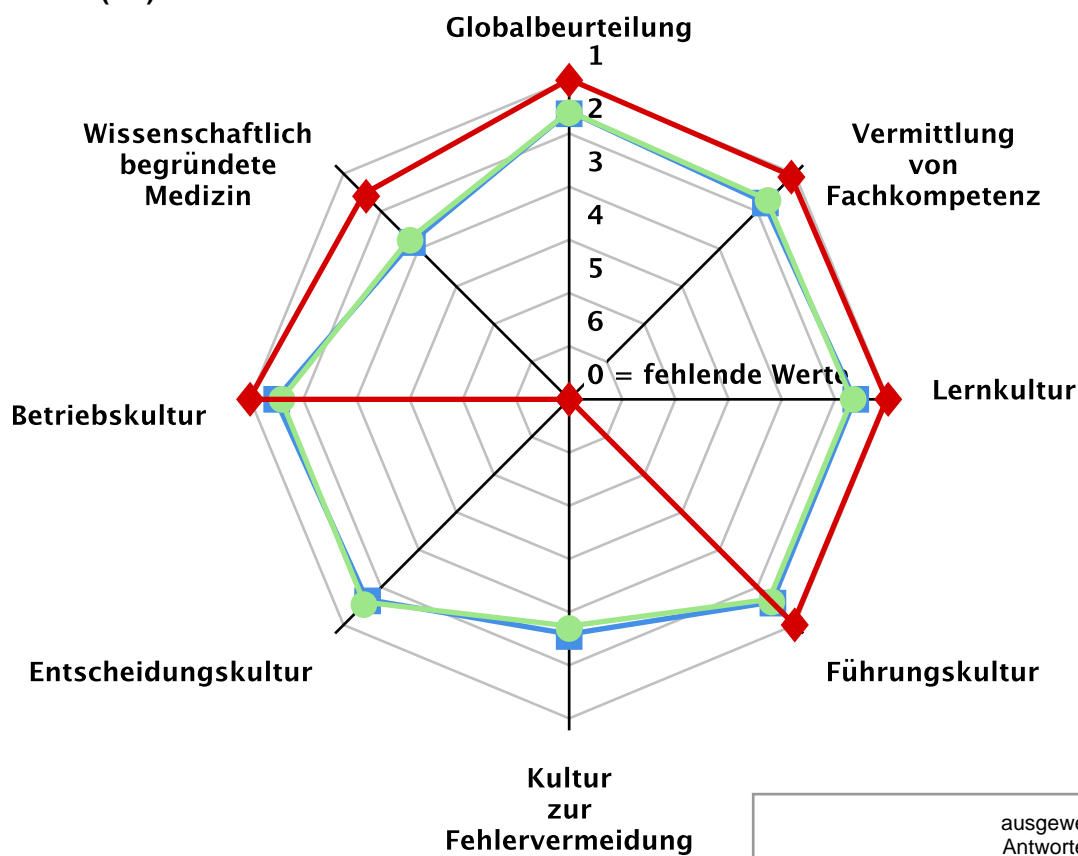 Globalbeurteilung
1
2
3
4
5
6
0 = fehlende Werte
Wissenschaftlich
begründete
Medizin
Vermittlung
von
Fachkompetenz
Lernkultur
Betriebskultur
Entscheidungskultur
Führungskultur
Kultur
zur
Fehlervermeidung